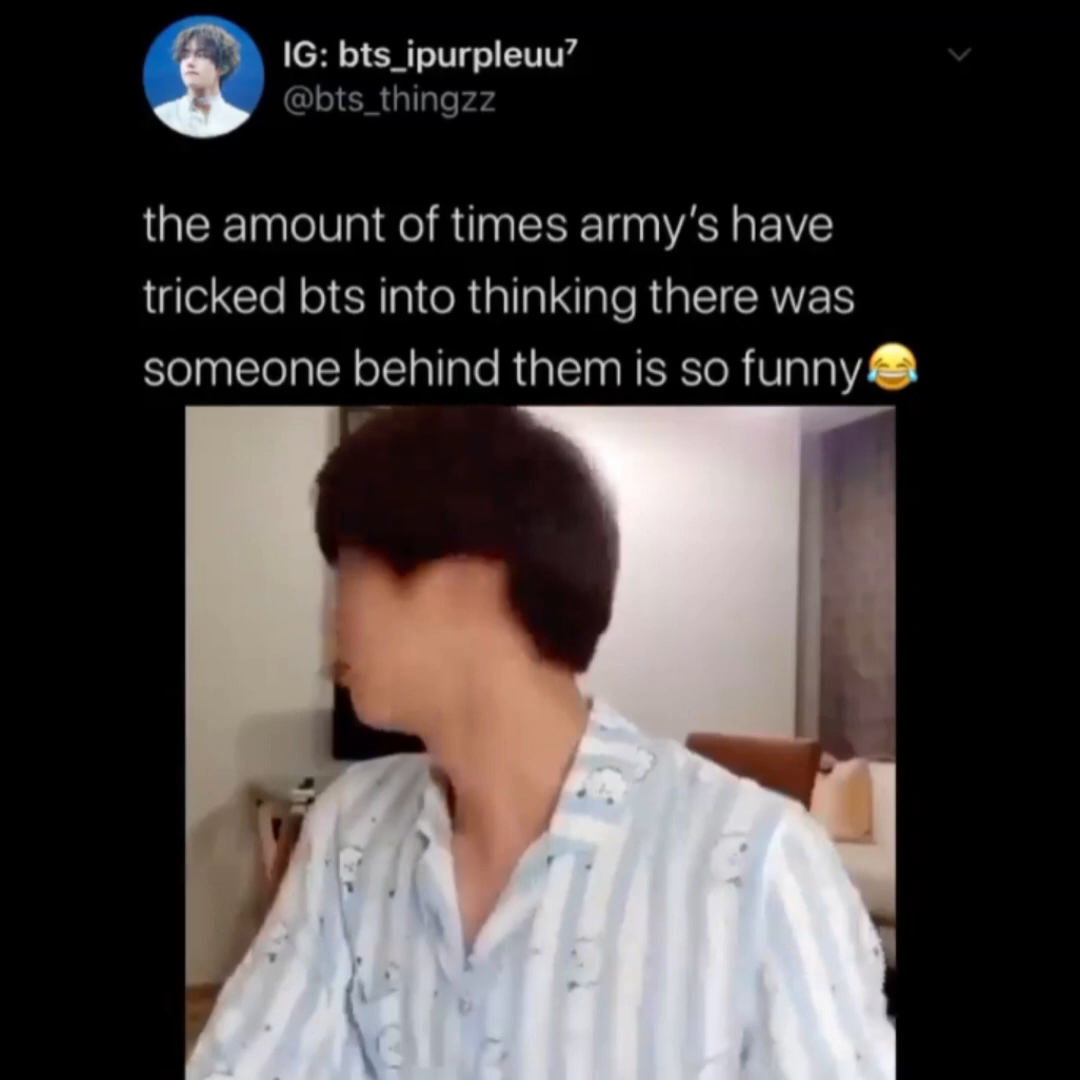 IG: bts_ipurpleuu⁷
@bts_thingzz
the amount of times army's have
tricked bts into thinking there was
someone behind them is so funny😂